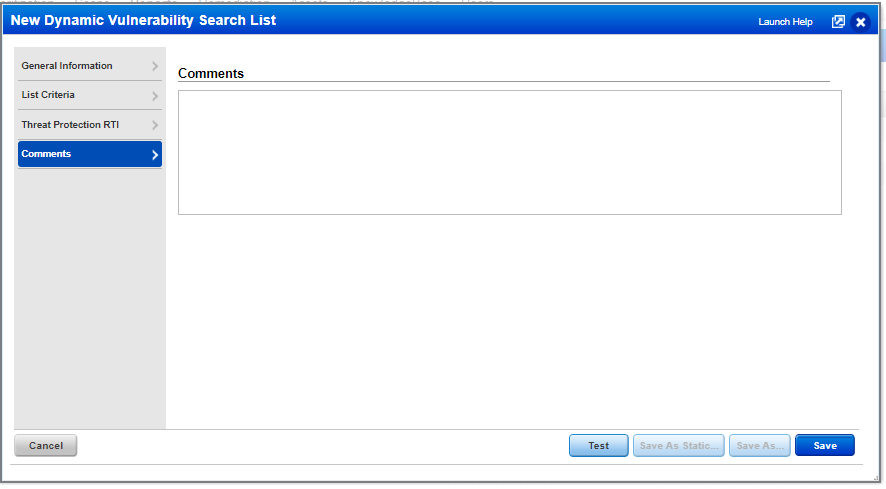 New Dynamic Vulnerability Search List
Launch Help
General Information
List Criteria
Threat Protection RTI
Comments
Comments
Cancel
Test
Save As Static...
Save As...
Save